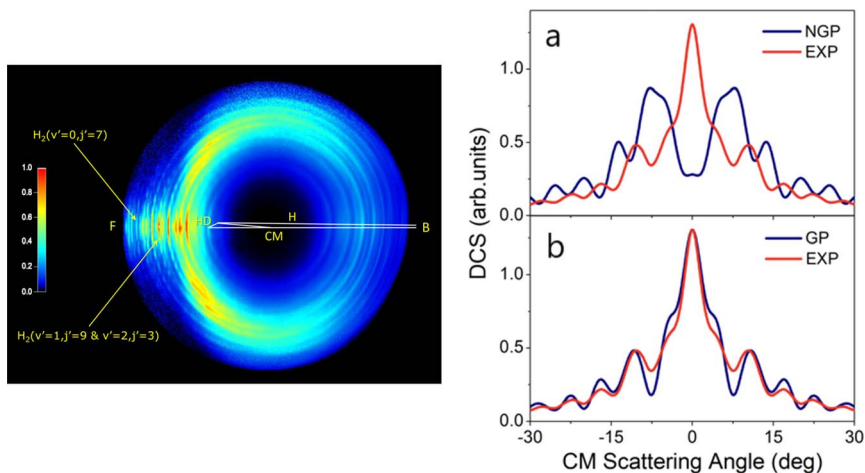 H₂(v'=0,j'=7)
1.0
0.8
0.6
0.4
0.2
0.0
F
HD
H
CM
B
H₂(v'=1,j'=9 & v'=2,j'=3)
a
NGP
EXP
1.0
0.5
0.0
b
GP
EXP
1.0
0.5
0.0
DCS (arb.units)
-30 -15 0 15 30
CM Scattering Angle (deg)